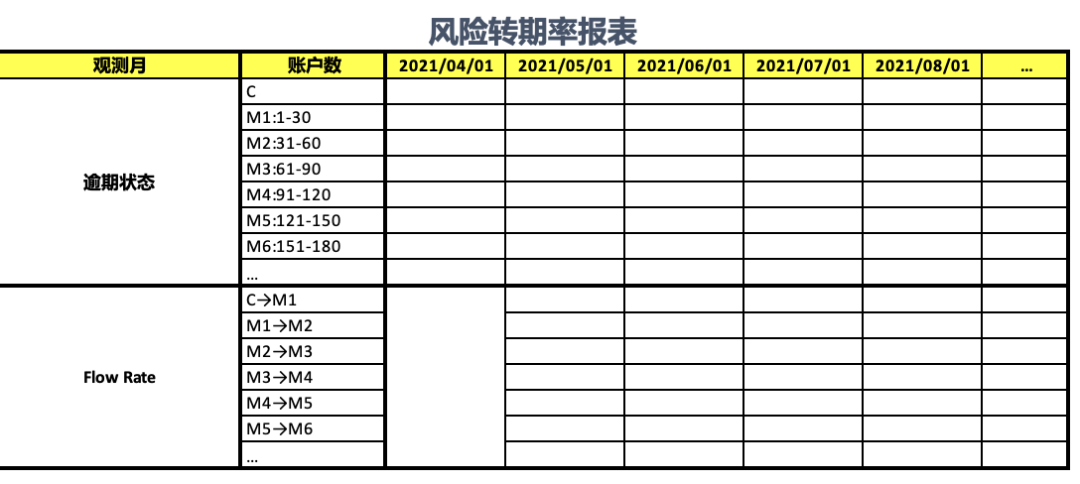 风险转期率报表
观测月 账户数 2021/04/01 2021/05/01 2021/06/01 2021/07/01 2021/08/01 ...
C
M1:1-30
M2:31-60
M3:61-90
逾期状态
M4:91-120
M5:121-150
M6:151-180
...
C→M1
M1→M2
M2→M3
Flow Rate M3→M4
M4→M5
M5→M6
...